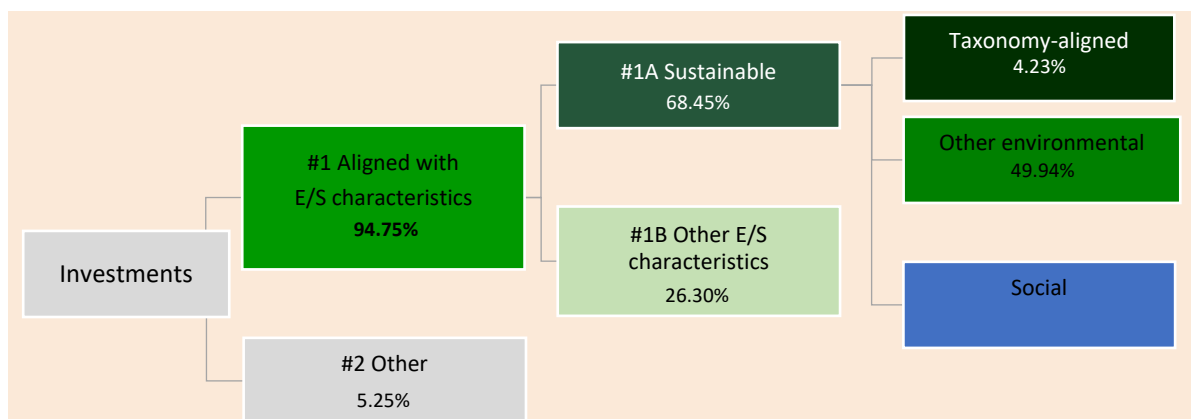 Investments
#1 Aligned with
E/S characteristics
94.75%
#2 Other
5.25%
#1A Sustainable
68.45%
#1B Other E/S
characteristics
26.30%
Taxonomy-aligned
4.23%
Other environmental
49.94%
Social